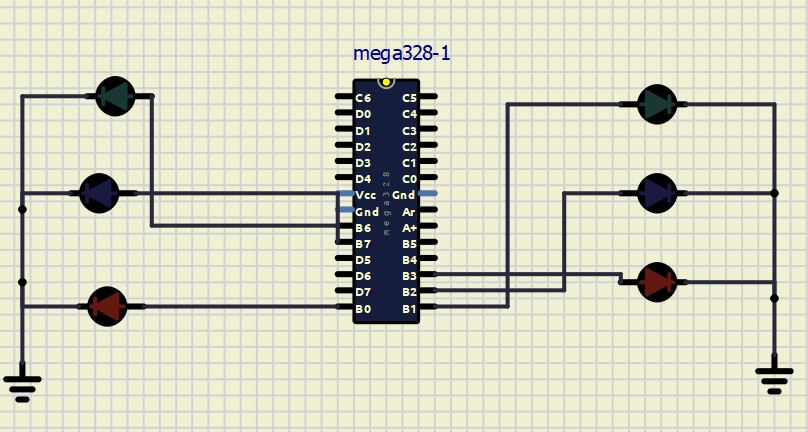 mega328-1
C6 C5
D0 C4
D1 C3
D2 C2
D3 C1
D4 C0
Vcc Gnd
Gnd Ar
B6 A+
B7 B5
D5 B4
D6 B3
D7 B2
B0 B1
mega328